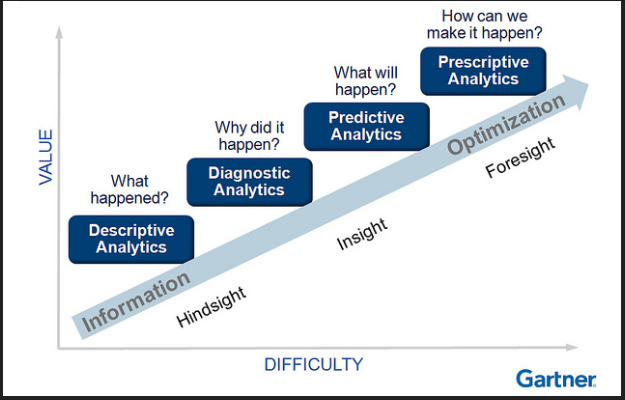 How can we
make it happen?
Prescriptive
Analytics
What will
happen?
Predictive
Analytics
Why did it
happen?
Diagnostic
Analytics
What
happened?
Descriptive
Analytics
VALUE
Information
Optimization
Hindsight
Insight
Foresight
DIFFICULTY
Gartner